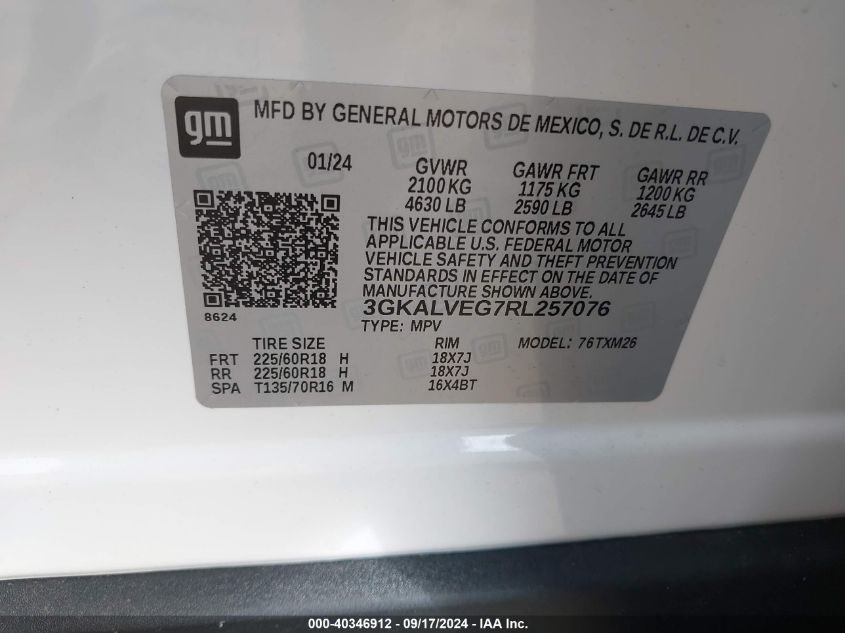 gm
MFD BY GENERAL MOTORS DE MEXICO, S. DE R.L. DE C.V.
01/24 GVWR GAWR FRT GAWR RR
2100 KG 1175 KG 1200 KG
4630 LB 2590 LB 2645 LB
THIS VEHICLE CONFORMS TO ALL
APPLICABLE U.S. FEDERAL MOTOR
VEHICLE SAFETY AND THEFT PREVENTION
STANDARDS IN EFFECT ON THE DATE OF
MANUFACTURE SHOWN ABOVE.
8624
3GKALVEG7RL257076
TYPE: MPV
TIRE SIZE RIM MODEL: 76TXM26
FRT 225/60R18 H 18X7J
RR 225/60R18 H 18X7J
SPA T135/70R16 M 16X4BT
000-40346912 - 09/17/2024 - IAA Inc.